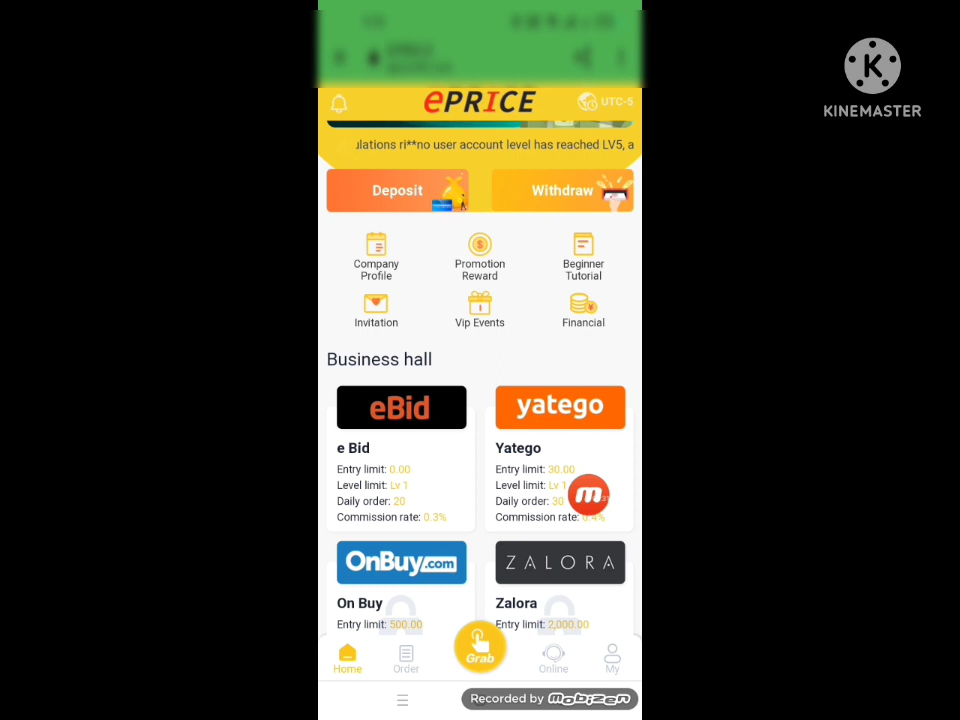 K
KINEMASTER
ePRICE
UTC-5
ulations ri**no user account level has reached LV5, a
Deposit
Withdraw
Company
Profile
Promotion
Reward
Beginner
Tutorial
Invitation
Vip Events
Financial
Business hall
eBid
yatego
e Bid
Yatego
Entry limit: 0.00
Entry limit: 30.00
Level limit: Lv 1
Level limit: Lv 1
Daily order: 20
Daily order: 30
Commission rate: 0.3%
Commission rate: 0.4%
OnBuy.com
ZALORA
On Buy
Zalora
Entry limit: 500.00
Entry limit: 2,000.00
Grab
Home
Order
Online
My
Recorded by mobizen